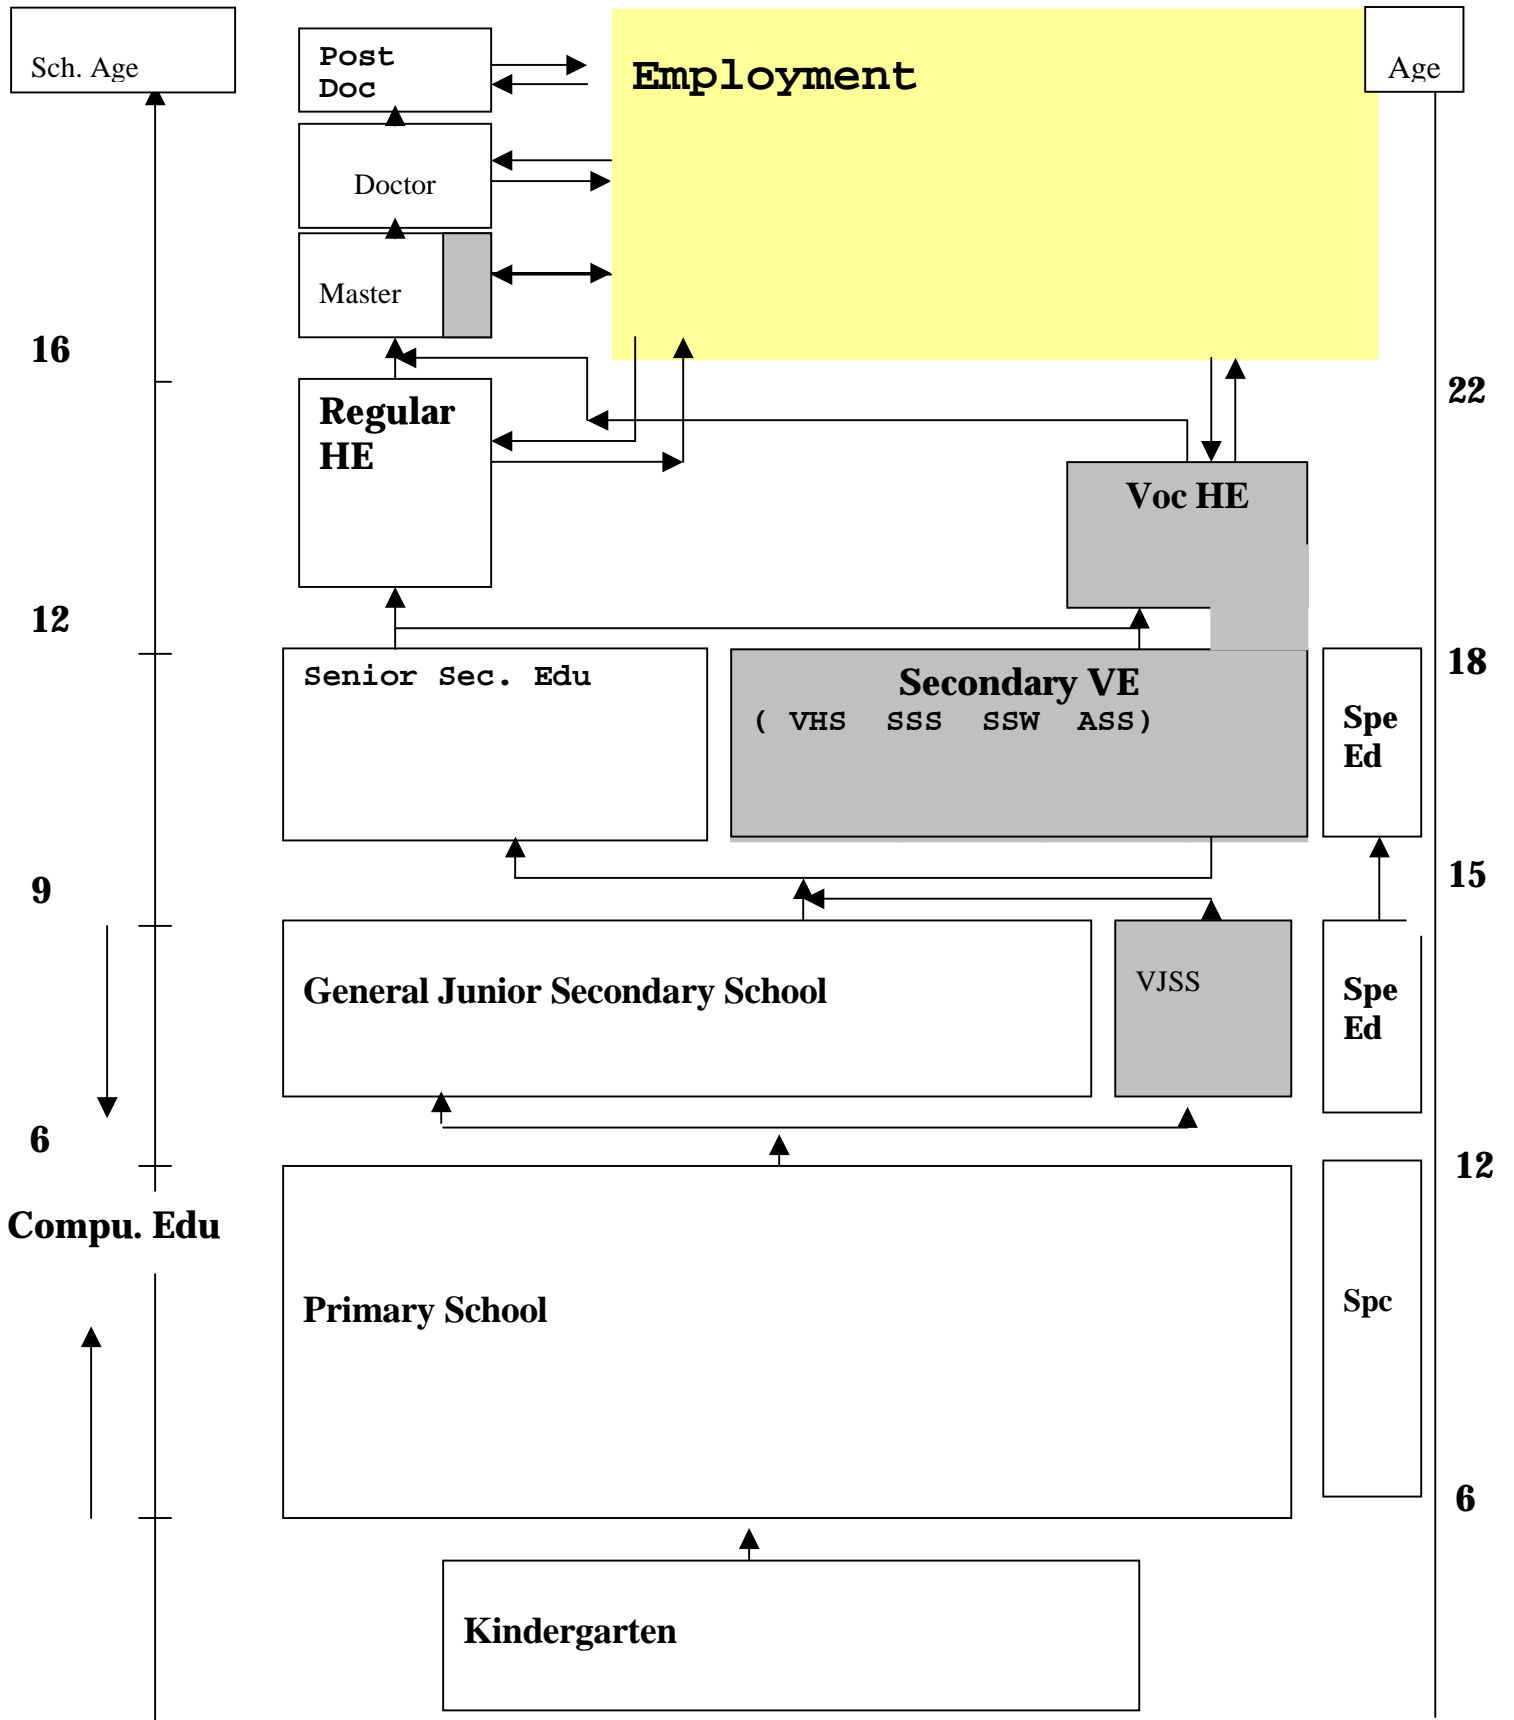 Sch. Age
Post
Doc
Employment
Age
Doctor
Master
16
22
Regular
HE
Voc HE
12
18
Senior Sec. Edu
Secondary VE
( VHS SSS SSW ASS)
Spe
Ed
9
15
General Junior Secondary School
VJSS
Spe
Ed
6
12
Compu. Edu
Primary School
Spc
6
Kindergarten